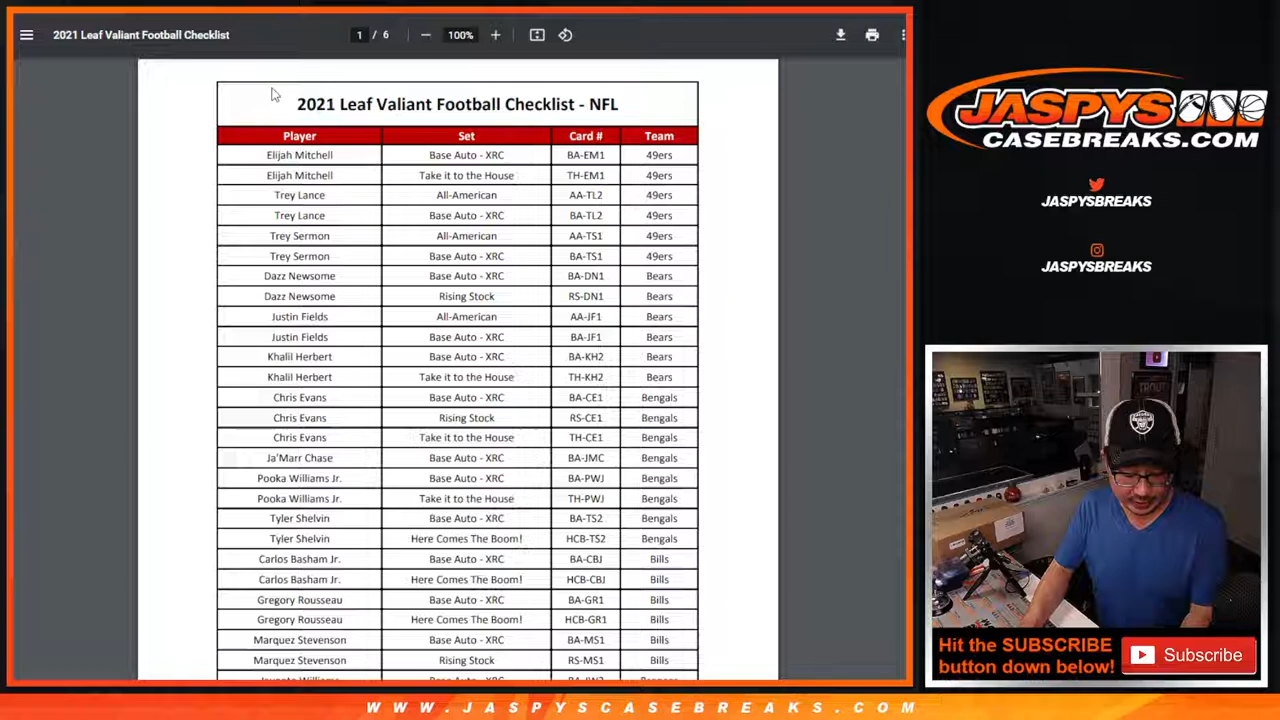 2021 Leaf Valiant Football Checklist
1 / 6
100%
2021 Leaf Valiant Football Checklist - NFL
Player Set Card # Team
Elijah Mitchell Base Auto - XRC BA-EM1 49ers
Elijah Mitchell Take it to the House TH-EM1 49ers
Trey Lance All-American AA-TL2 49ers
Trey Lance Base Auto - XRC BA-TL2 49ers
Trey Sermon All-American AA-TS1 49ers
Trey Sermon Base Auto - XRC BA-TS1 49ers
Dazz Newsome Base Auto - XRC BA-DN1 Bears
Dazz Newsome Rising Stock RS-DN1 Bears
Justin Fields All-American AA-JF1 Bears
Justin Fields Base Auto - XRC BA-JF1 Bears
Khalil Herbert Base Auto - XRC BA-KH2 Bears
Khalil Herbert Take it to the House TH-KH2 Bears
Chris Evans Base Auto - XRC BA-CE1 Bengals
Chris Evans Rising Stock RS-CE1 Bengals
Chris Evans Take it to the House TH-CE1 Bengals
Ja'Marr Chase Base Auto - XRC BA-JMC Bengals
Pooka Williams Jr. Base Auto - XRC BA-PWJ Bengals
Pooka Williams Jr. Take it to the House TH-PWJ Bengals
Tyler Shelvin Base Auto - XRC BA-TS2 Bengals
Tyler Shelvin Here Comes The Boom! HCB-TS2 Bengals
Carlos Basham Jr. Base Auto - XRC BA-CBJ Bills
Carlos Basham Jr. Here Comes The Boom! HCB-CBJ Bills
Gregory Rousseau Base Auto - XRC BA-GR1 Bills
Gregory Rousseau Here Comes The Boom! HCB-GR1 Bills
Marquez Stevenson Base Auto - XRC BA-MS1 Bills
Marquez Stevenson Rising Stock RS-MS1 Bills
JASPYS
CASEBREAKS.COM
JASPYSBREAKS
JASPYSBREAKS
TROUT
Hit the SUBSCRIBE
button down below!
Subscribe
WWW.JASPYSCASEBREAKS.COM